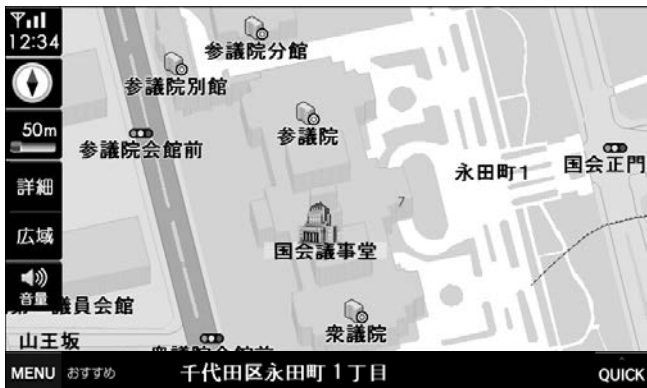 12:34
参議院分館
参議院別館
50m
参議院会館前
参議院
永田町1
国会正門
詳細
7
広域
国会議事堂
音量
議員会館
衆議院
山王坂
MENU
おすすめ
千代田区永田町1丁目
QUICK